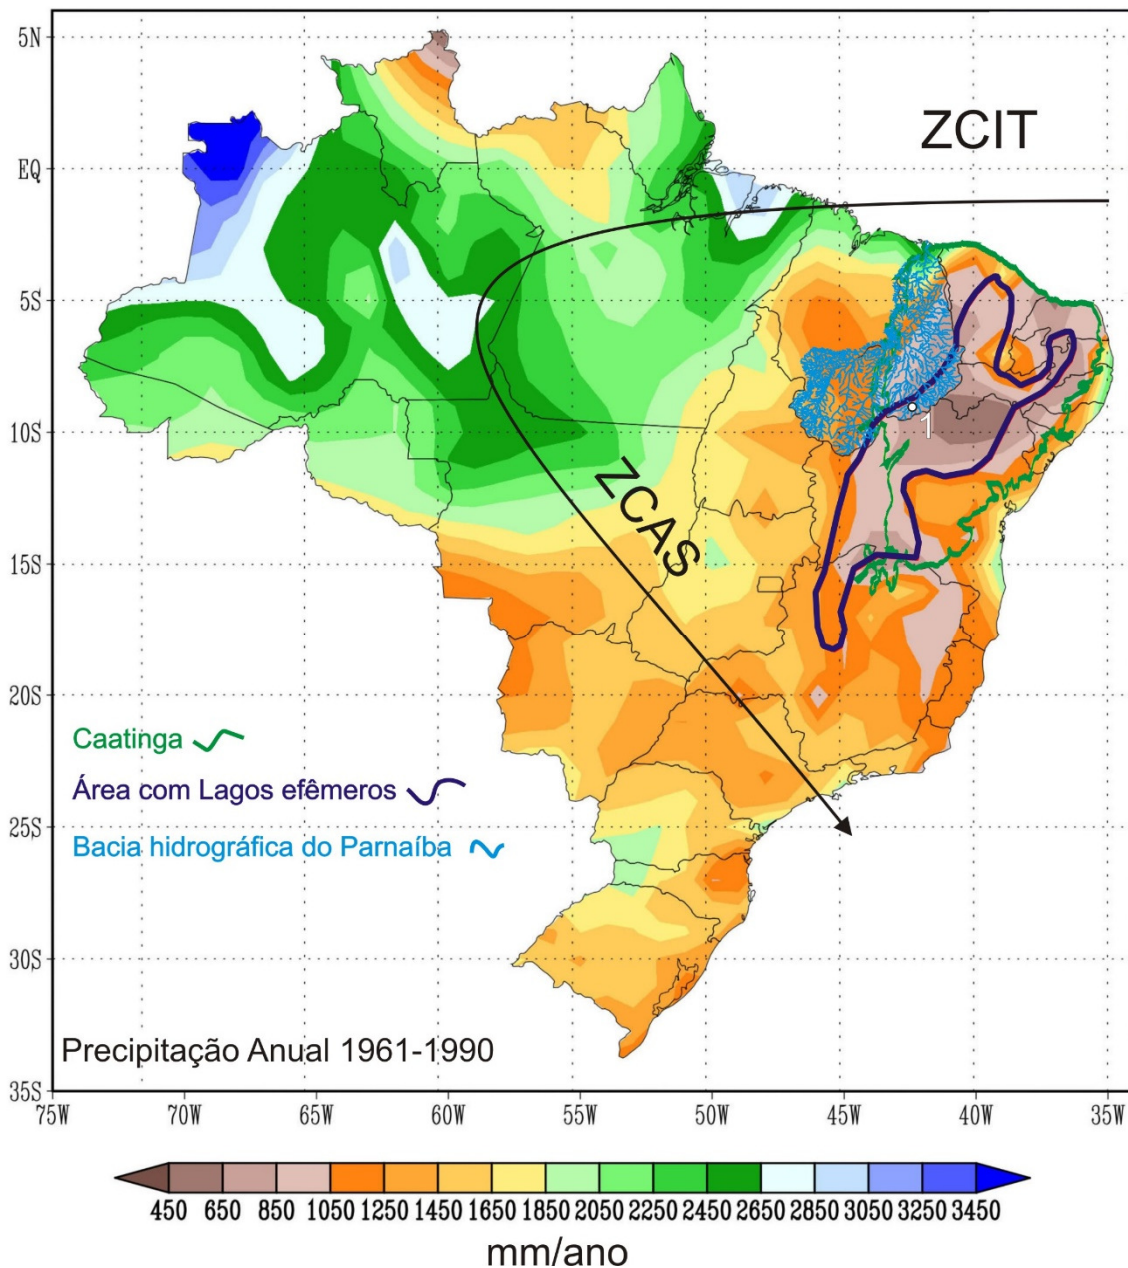 5N
ZCIT
EQ
5S
10S
1
ZCAS
15S
20S
Caatinga
Área com Lagos efêmeros
25S
Bacia hidrográfica do Parnaíba
30S
Precipitação Anual 1961-1990
35S
75W 70W 65W 60W 55W 50W 45W 40W 35W
450 650 850 1050 1250 1450 1650 1850 2050 2250 2450 2650 2850 3050 3250 3450
mm/ano